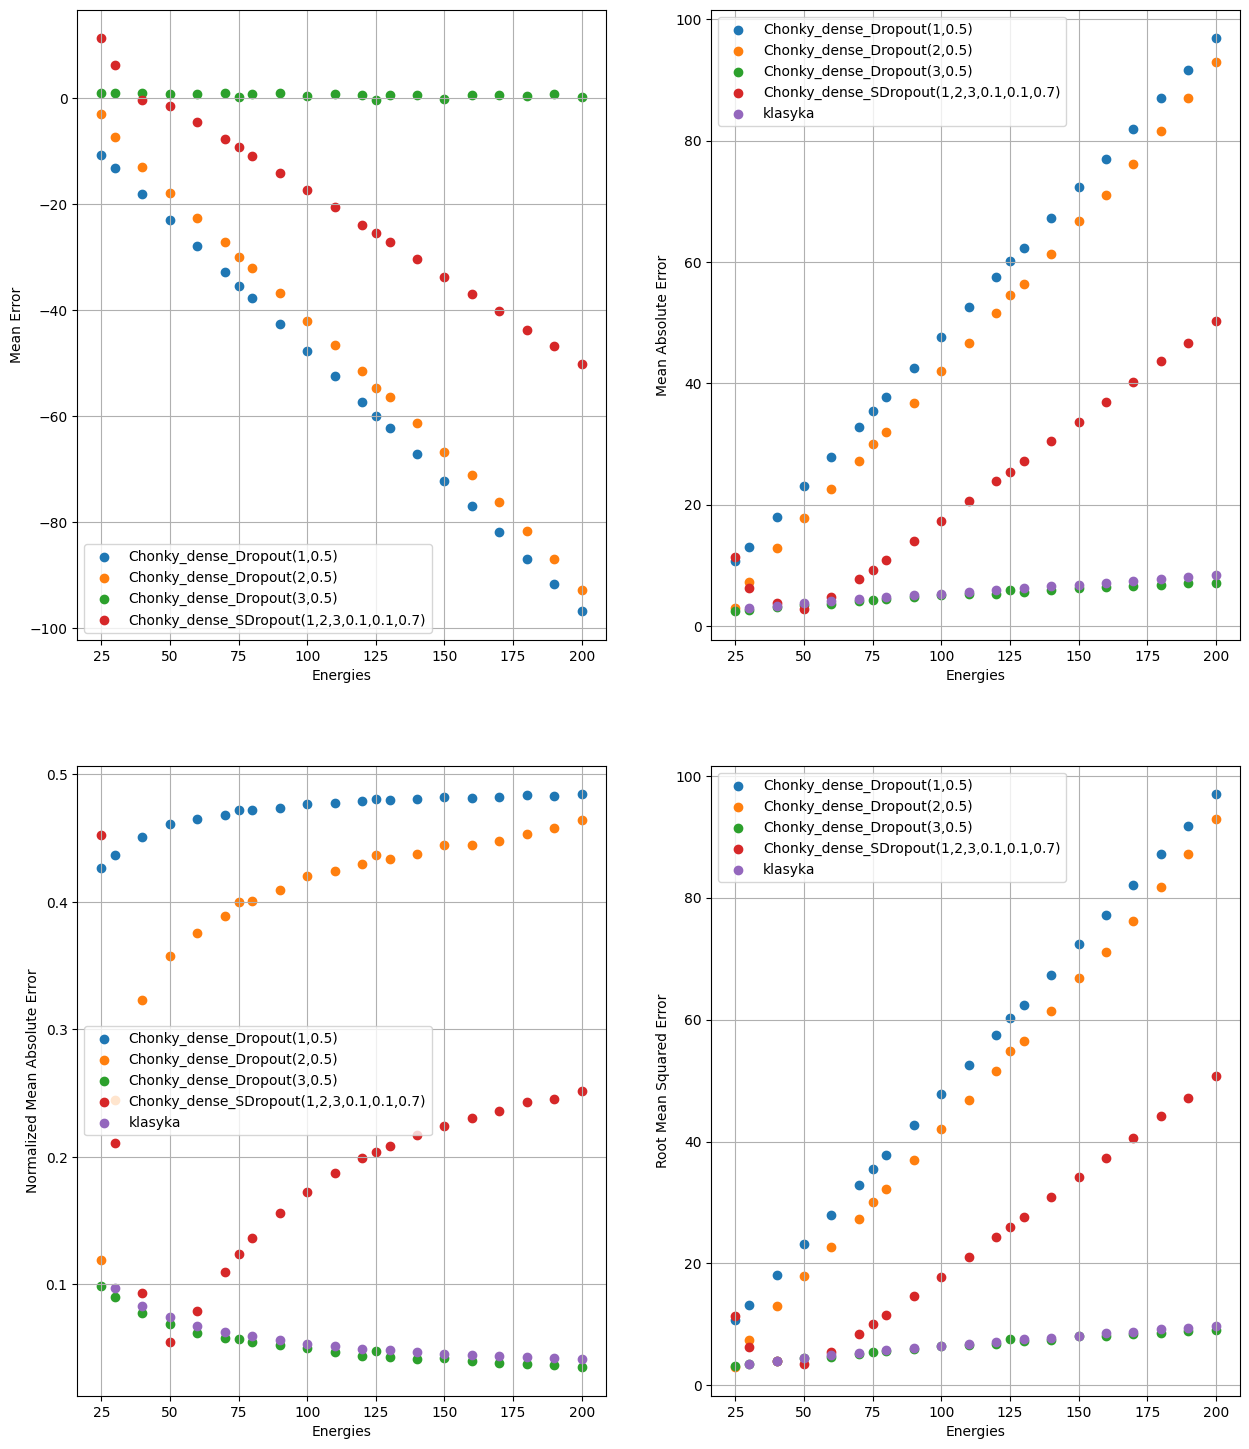 0
−20
−40
−60
−80
−100
Mean Error
Chonky_dense_Dropout(1,0.5)
Chonky_dense_Dropout(2,0.5)
Chonky_dense_Dropout(3,0.5)
Chonky_dense_SDropout(1,2,3,0.1,0.1,0.7)
25 50 75 100 125 150 175 200
Energies
100
80
60
40
20
0
Mean Absolute Error
Chonky_dense_Dropout(1,0.5)
Chonky_dense_Dropout(2,0.5)
Chonky_dense_Dropout(3,0.5)
Chonky_dense_SDropout(1,2,3,0.1,0.1,0.7)
klasyka
25 50 75 100 125 150 175 200
Energies
0.5
0.4
0.3
0.2
0.1
Normalized Mean Absolute Error
Chonky_dense_Dropout(1,0.5)
Chonky_dense_Dropout(2,0.5)
Chonky_dense_Dropout(3,0.5)
Chonky_dense_SDropout(1,2,3,0.1,0.1,0.7)
klasyka
25 50 75 100 125 150 175 200
Energies
100
80
60
40
20
0
Root Mean Squared Error
Chonky_dense_Dropout(1,0.5)
Chonky_dense_Dropout(2,0.5)
Chonky_dense_Dropout(3,0.5)
Chonky_dense_SDropout(1,2,3,0.1,0.1,0.7)
klasyka
25 50 75 100 125 150 175 200
Energies